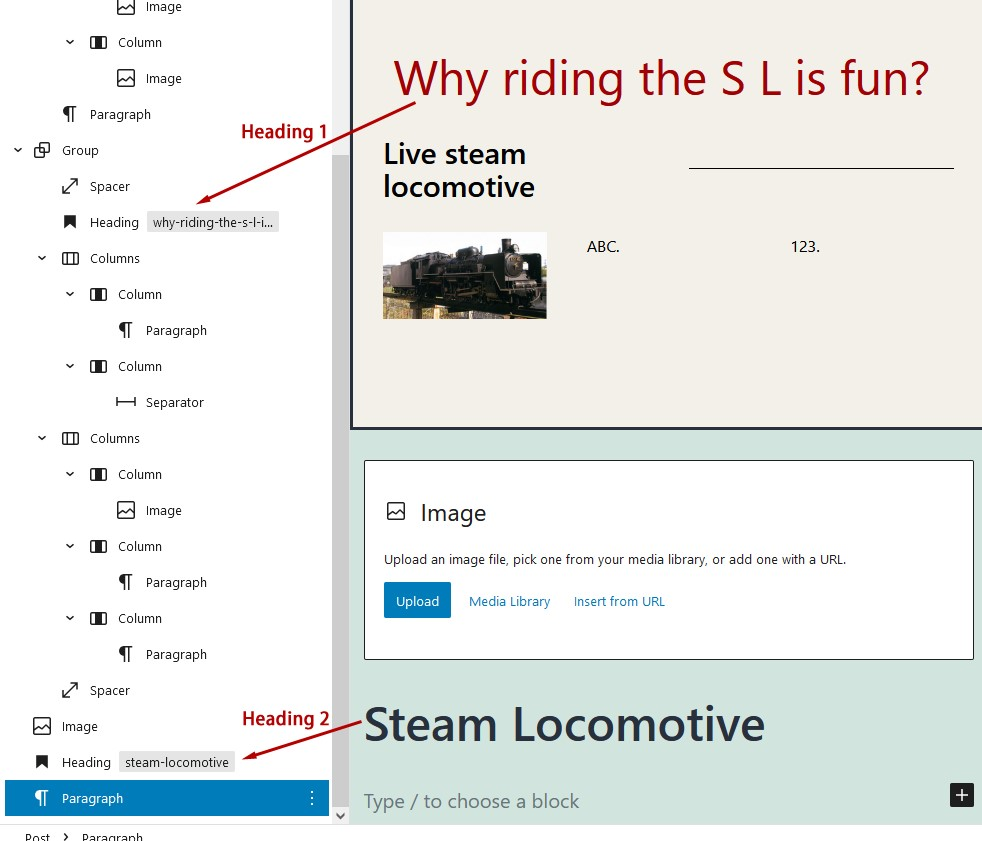 Image
Column
Image
Paragraph
Group
Spacer
Heading why-riding-the-s-l-i...
Columns
Column
Paragraph
Column
Separator
Columns
Column
Image
Column
Paragraph
Column
Paragraph
Spacer
Image
Heading steam-locomotive
Paragraph
Post > Paragraph
Heading 1
Heading 2
Why riding the S L is fun?
Live steam
locomotive
ABC.
123.
Image
Upload an image file, pick one from your media library, or add one with a URL.
Upload Media Library Insert from URL
Steam Locomotive
Type / to choose a block